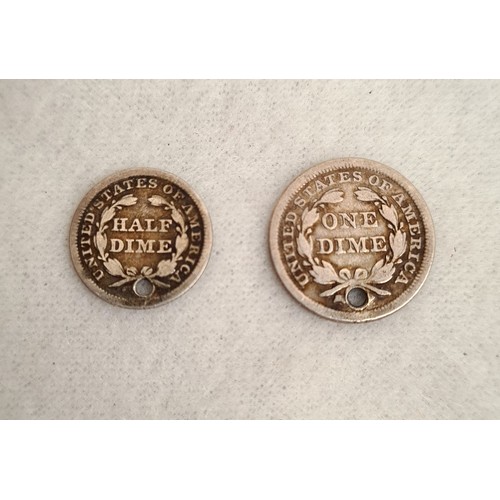 UNITED STATES OF AMERICA
HALF
DIME
UNITED STATES OF AMERICA
ONE
DIME